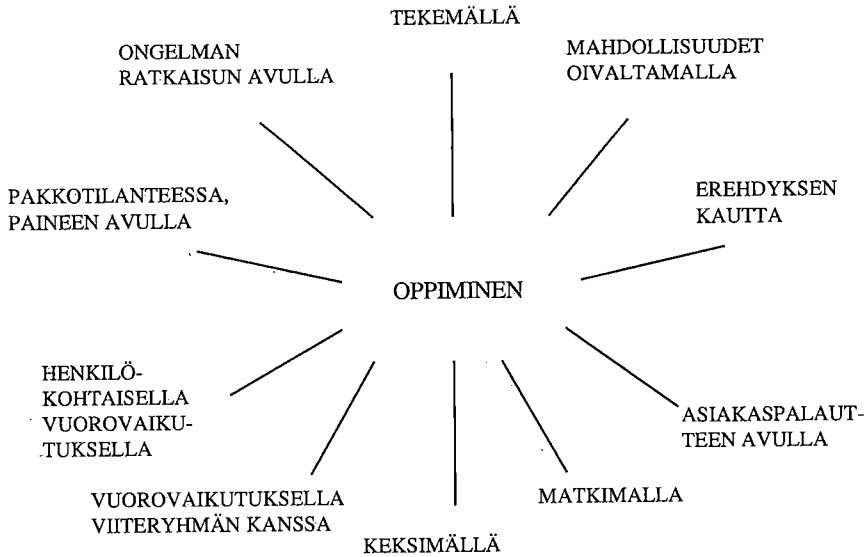 TEKEMÄLLÄ
ONGELMAN
RATKAISUN AVULLA
MAHDOLLISUUDET
OIVALTAMALLA
PAKKOTILANTEESSA,
PAINEEN AVULLA
EREHDYKSEN
KAUTTA
OPPIMINEN
HENKILÖ-
KOHTAISELLA
VUOROVAIKU-
TUKSELLA
ASIAKASPALAUT-
TEEN AVULLA
VUOROVAIKUTUKSELLA
VIITERYHMÄN KANSSA
MATKIMALLA
KEKSIMÄLLÄ